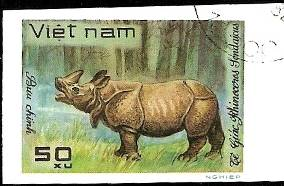 Việt nam
Bưu chính
50
XU
Tê Giác Rhinoceros Sondaicus
NGHIEP